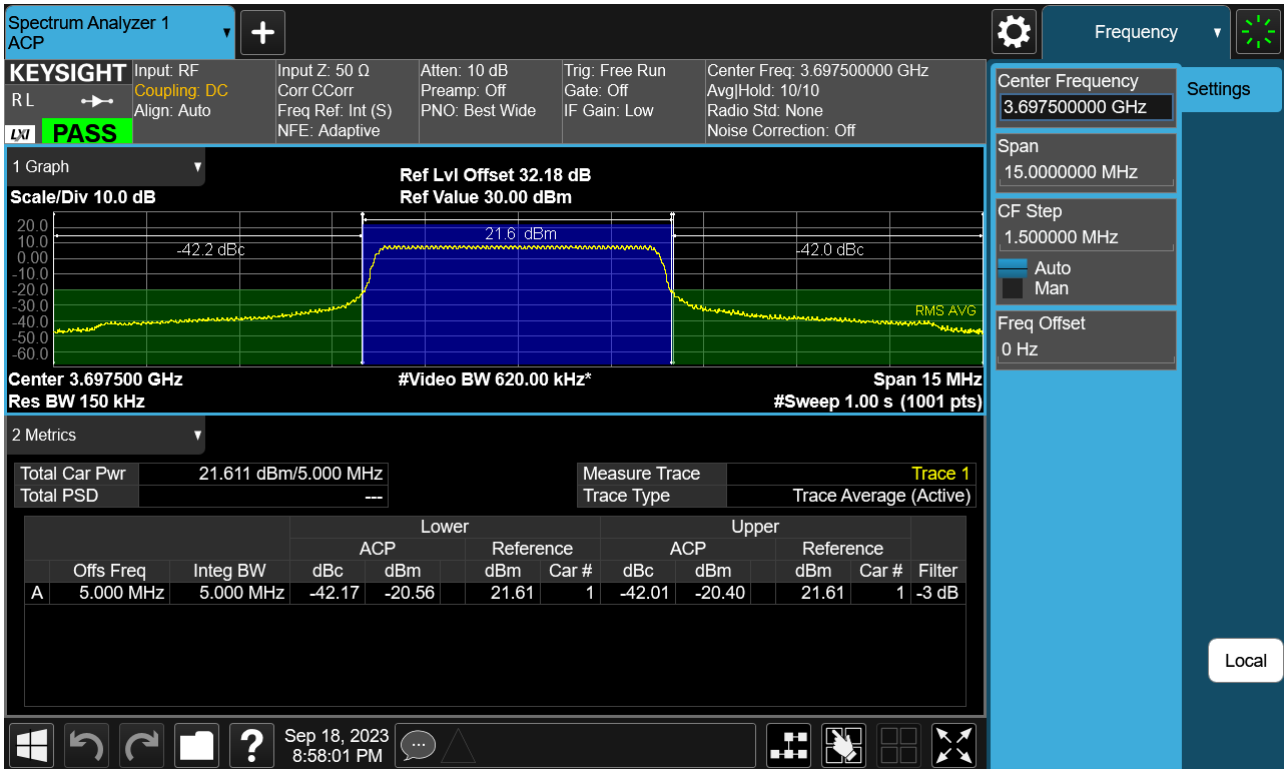 Spectrum Analyzer 1
ACP
+
Frequency
KEYSIGHT
R L
LXI
PASS
Input: RF
Coupling: DC
Align: Auto
Input Z: 50 Ω
Corr CCorr
Freq Ref: Int (S)
NFE: Adaptive
Atten: 10 dB
Preamp: Off
PNO: Best Wide
Trig: Free Run
Gate: Off
IF Gain: Low
Center Freq: 3.697500000 GHz
Avg|Hold: 10/10
Radio Std: None
Noise Correction: Off
Center Frequency
3.697500000 GHz
Settings
Span
15.0000000 MHz
CF Step
1.500000 MHz
Auto
Man
Freq Offset
0 Hz
Local
1 Graph
Scale/Div 10.0 dB
Ref Lvl Offset 32.18 dB
Ref Value 30.00 dBm
20.0
10.0
0.00
-10.0
-20.0
-30.0
-40.0
-50.0
-60.0
-42.2 dBc
21.6 dBm
-42.0 dBc
RMS AVG
Center 3.697500 GHz
#Video BW 620.00 kHz*
Span 15 MHz
Res BW 150 kHz
#Sweep 1.00 s (1001 pts)
2 Metrics
Total Car Pwr 21.611 dBm/5.000 MHz
Total PSD ---
Measure Trace Trace 1
Trace Type Trace Average (Active)
Lower Upper
ACP Reference ACP Reference
Offs Freq Integ BW dBc dBm dBm Car # dBc dBm dBm Car # Filter
A 5.000 MHz 5.000 MHz -42.17 -20.56 21.61 1 -42.01 -20.40 21.61 1 -3 dB
?
Sep 18, 2023
8:58:01 PM